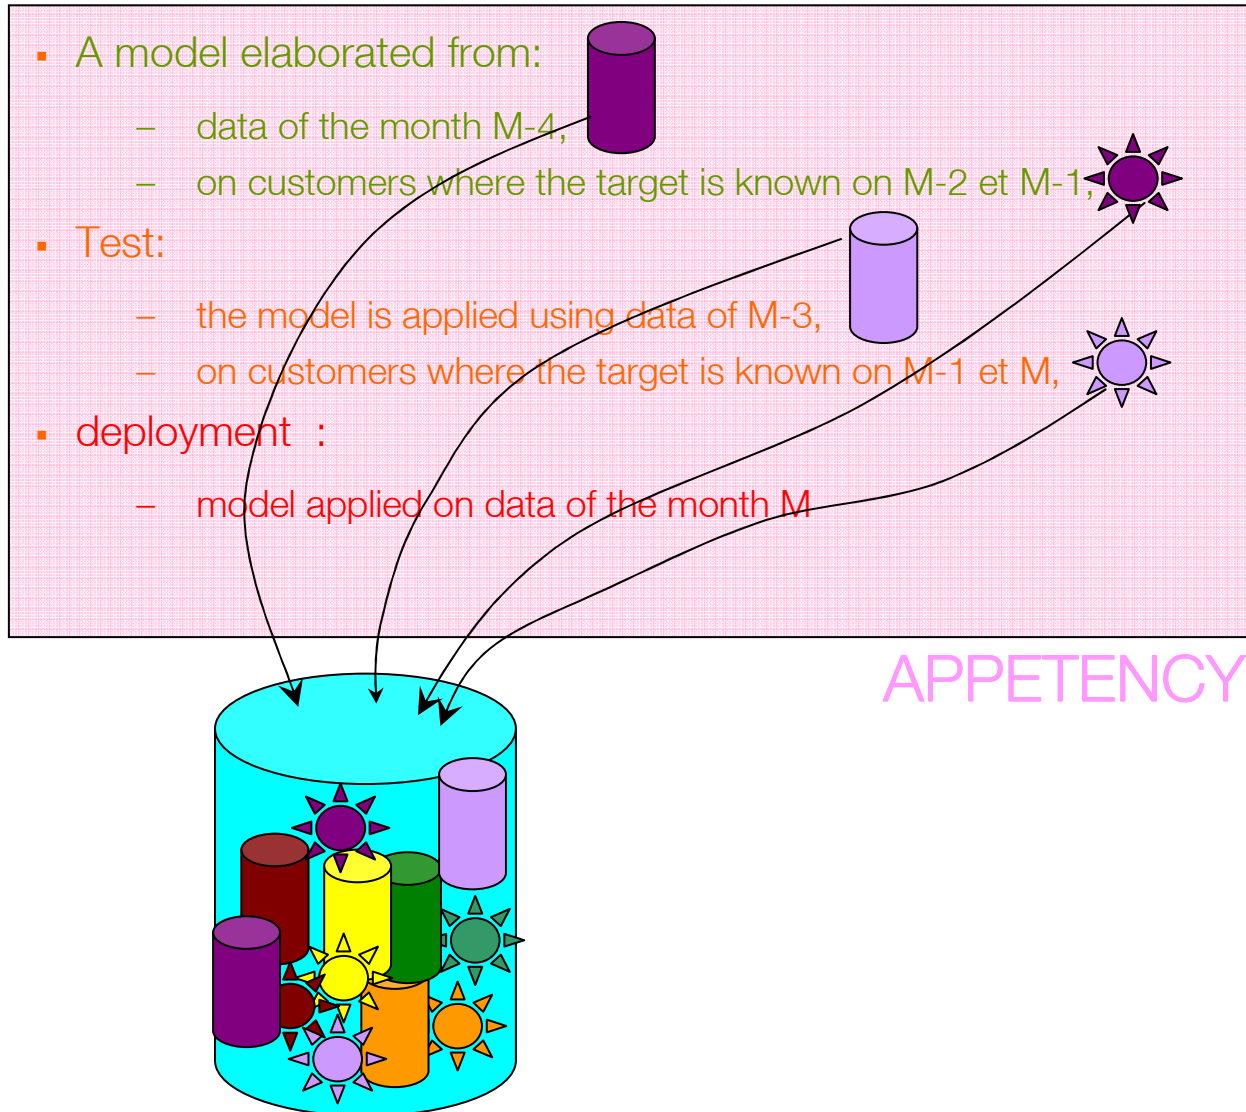 ▪ A model elaborated from:
– data of the month M-4,
– on customers where the target is known on M-2 et M-1,
▪ Test:
– the model is applied using data of M-3,
– on customers where the target is known on M-1 et M,
▪ deployment :
– model applied on data of the month M
APPETENCY